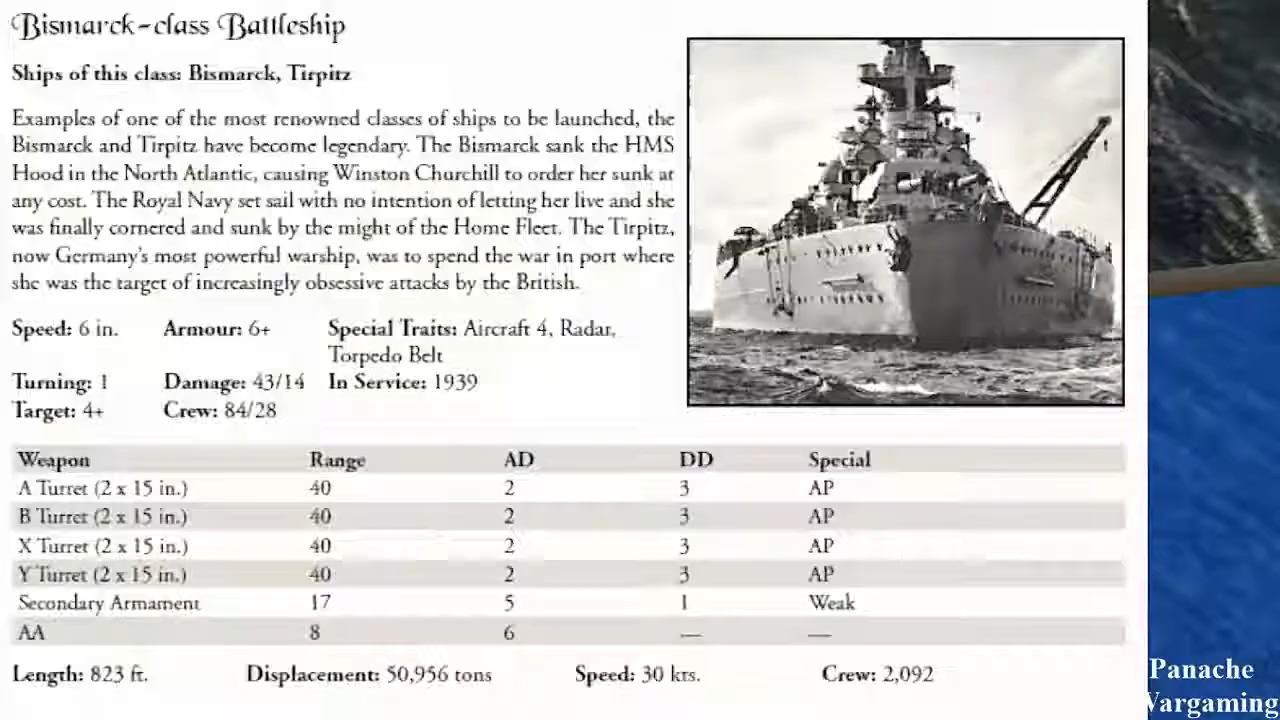 Bismarck-class Battleship
Ships of this class: Bismarck, Tirpitz
Examples of one of the most renowned classes of ships to be launched, the
Bismarck and Tirpitz have become legendary. The Bismarck sank the HMS
Hood in the North Atlantic, causing Winston Churchill to order her sunk at
any cost. The Royal Navy set sail with no intention of letting her live and she
was finally cornered and sunk by the might of the Home Fleet. The Tirpitz,
now Germany's most powerful warship, was to spend the war in port where
she was the target of increasingly obsessive attacks by the British.
Speed: 6 in. Armour: 6+ Special Traits: Aircraft 4, Radar,
Torpedo Belt
Turning: 1 Damage: 43/14 In Service: 1939
Target: 4+ Crew: 84/28
Weapon Range AD DD Special
A Turret (2 x 15 in.) 40 2 3 AP
B Turret (2 x 15 in.) 40 2 3 AP
X Turret (2 x 15 in.) 40 2 3 AP
Y Turret (2 x 15 in.) 40 2 3 AP
Secondary Armament 17 5 1 Weak
AA 8 6 — —
Length: 823 ft. Displacement: 50,956 tons Speed: 30 kts. Crew: 2,092
Panache
Wargaming